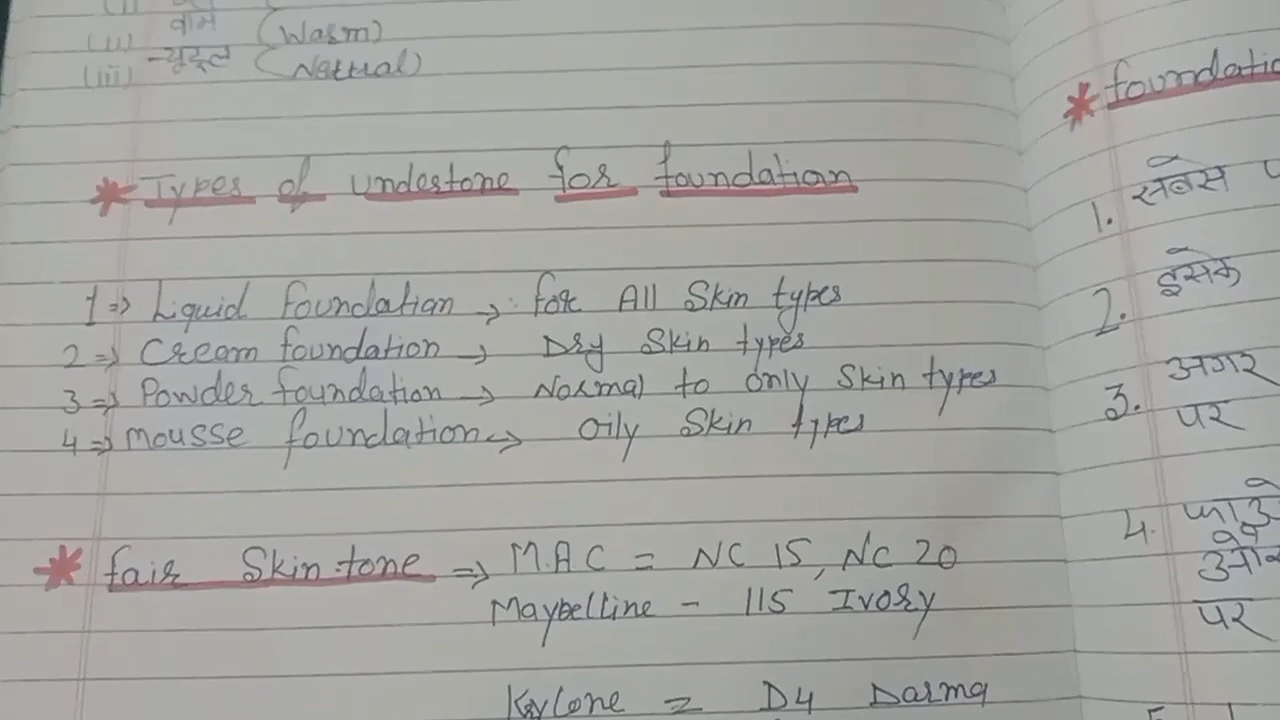 (ii) वार्म (Warm)
(iii) न्यूट्रल (Netural)
* Types of undertone for foundation
1 => Liquid foundation → for All Skin types
2 => Cream foundation → Dry Skin types
3 => Powder foundation → Normal to only Skin types
4 => mousse foundation → Oily Skin types
* fair Skin tone => M.A.C = NC 15, NC 20
Maybelline - 115 Ivory
Krylone = D4 Darma
* foundatio
1. सबसे
2. इसके
3. अगर
पर
4.
पर